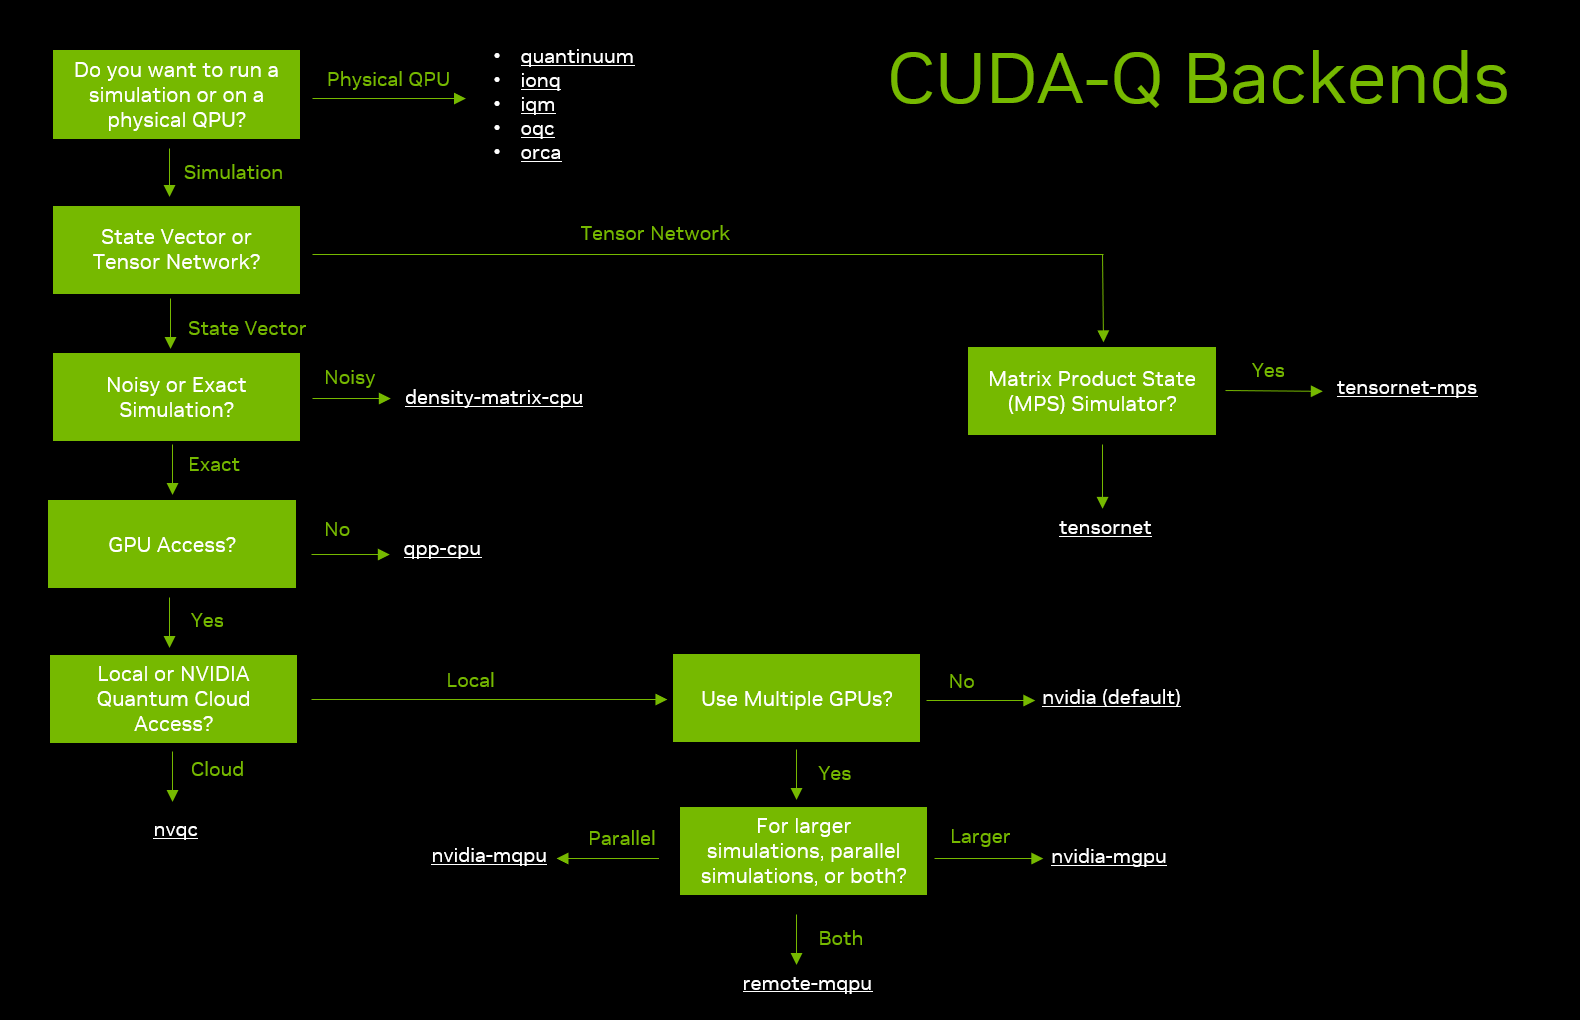 CUDA-Q Backends
Do you want to run a
simulation or on a
physical QPU?
Physical QPU
• quantinuum
• ionq
• iqm
• oqc
• orca
Simulation
State Vector or
Tensor Network?
Tensor Network
State Vector
Noisy or Exact
Simulation?
Noisy
density-matrix-cpu
Matrix Product State
(MPS) Simulator?
Yes
tensornet-mps
tensornet
Exact
GPU Access?
No
qpp-cpu
Yes
Local or NVIDIA
Quantum Cloud
Access?
Local
Use Multiple GPUs?
No
nvidia (default)
Cloud
nvqc
Yes
For larger
simulations, parallel
simulations, or both?
Parallel
nvidia-mqpu
Larger
nvidia-mgpu
Both
remote-mqpu